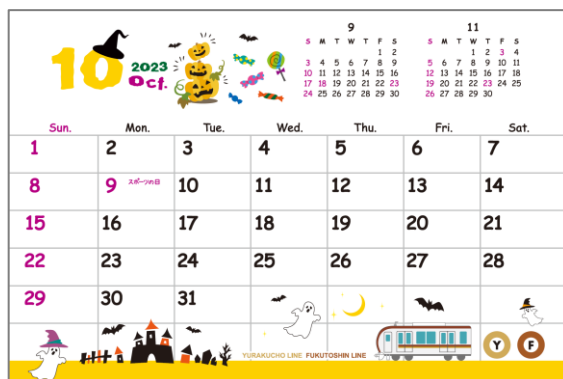 10 2023
Oct.
9
S M T W T F S
1 2
3 4 5 6 7 8 9
10 11 12 13 14 15 16
17 18 19 20 21 22 23
24 25 26 27 28 29 30
11
S M T W T F S
1 2 3 4
5 6 7 8 9 10 11
12 13 14 15 16 17 18
19 20 21 22 23 24 25
26 27 28 29 30
Sun. Mon. Tue. Wed. Thu. Fri. Sat.
1 2 3 4 5 6 7
8 9 スポーツの日 10 11 12 13 14
15 16 17 18 19 20 21
22 23 24 25 26 27 28
29 30 31
YURAKUCHO LINE FUKUTOSHIN LINE
Y F